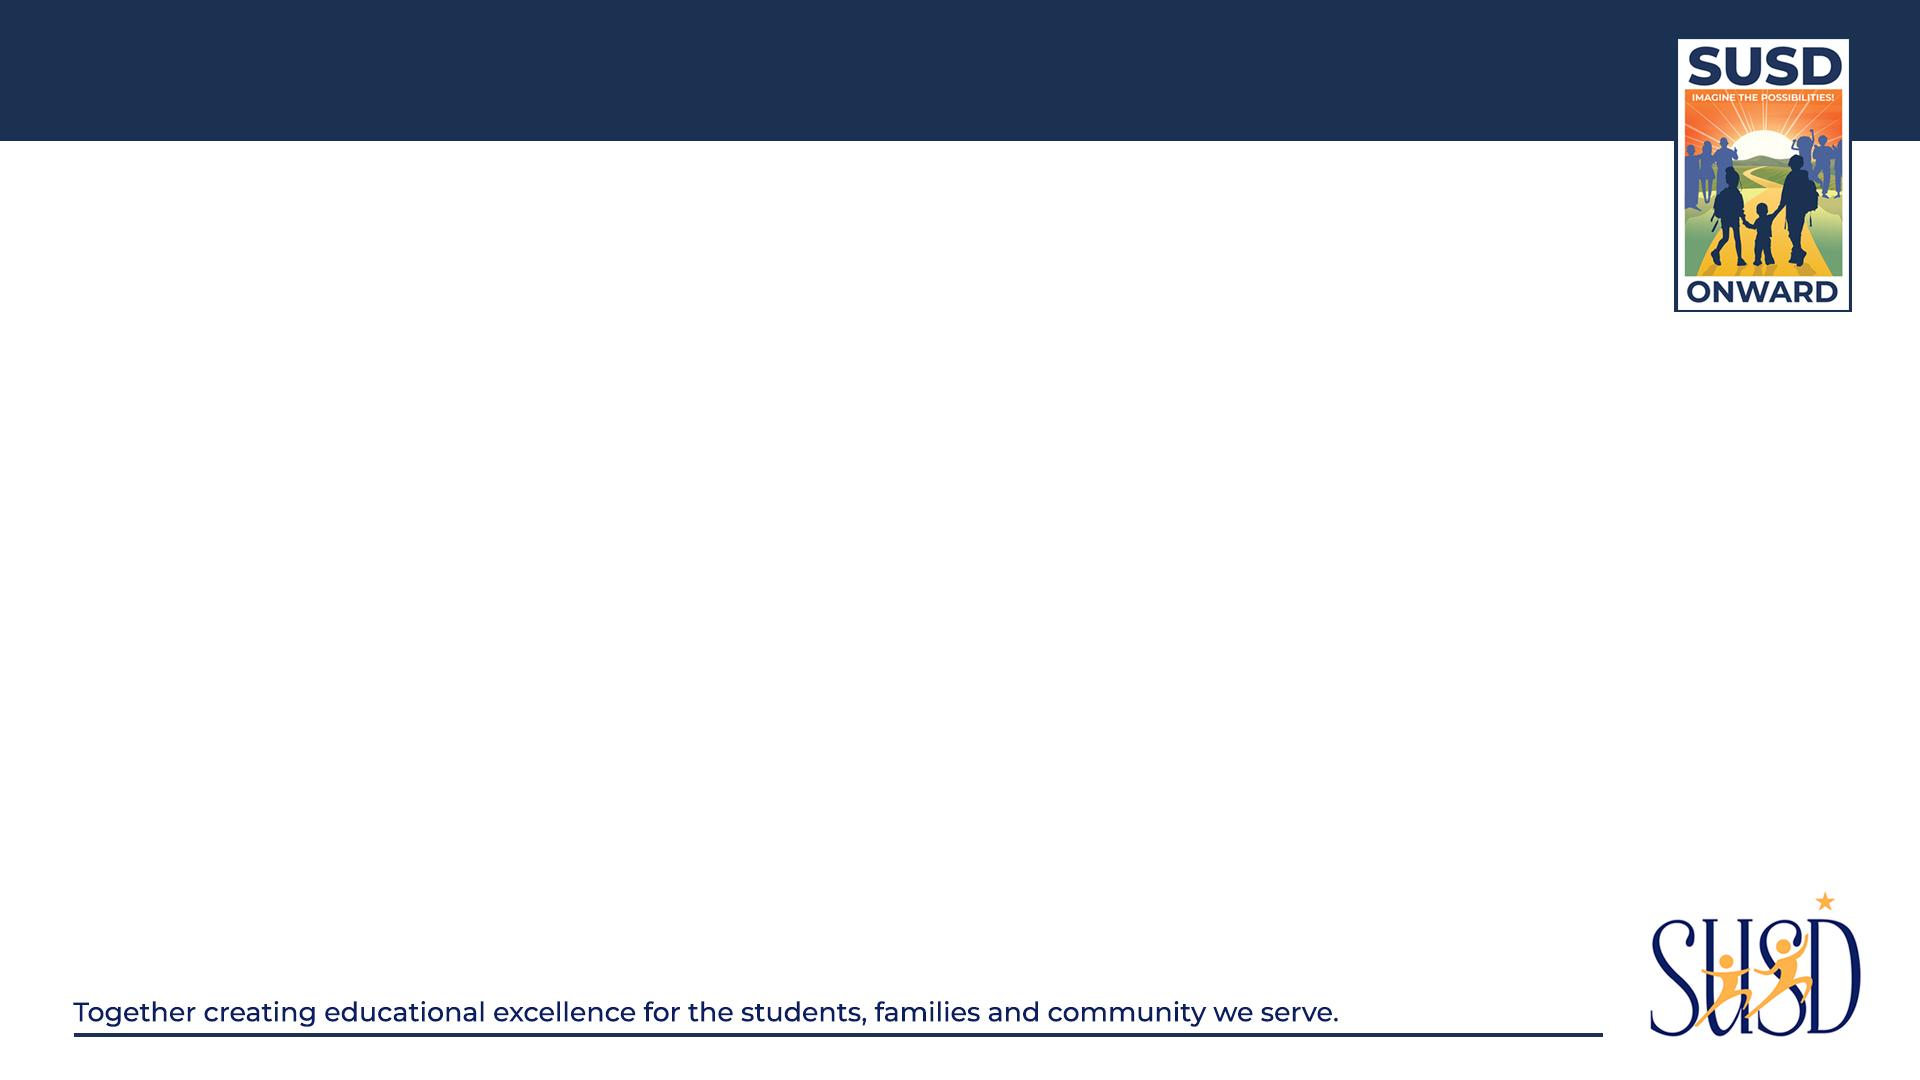 SUSD
IMAGINE THE POSSIBILITIES!
ONWARD
Together creating educational excellence for the students, families and community we serve.
SUSD